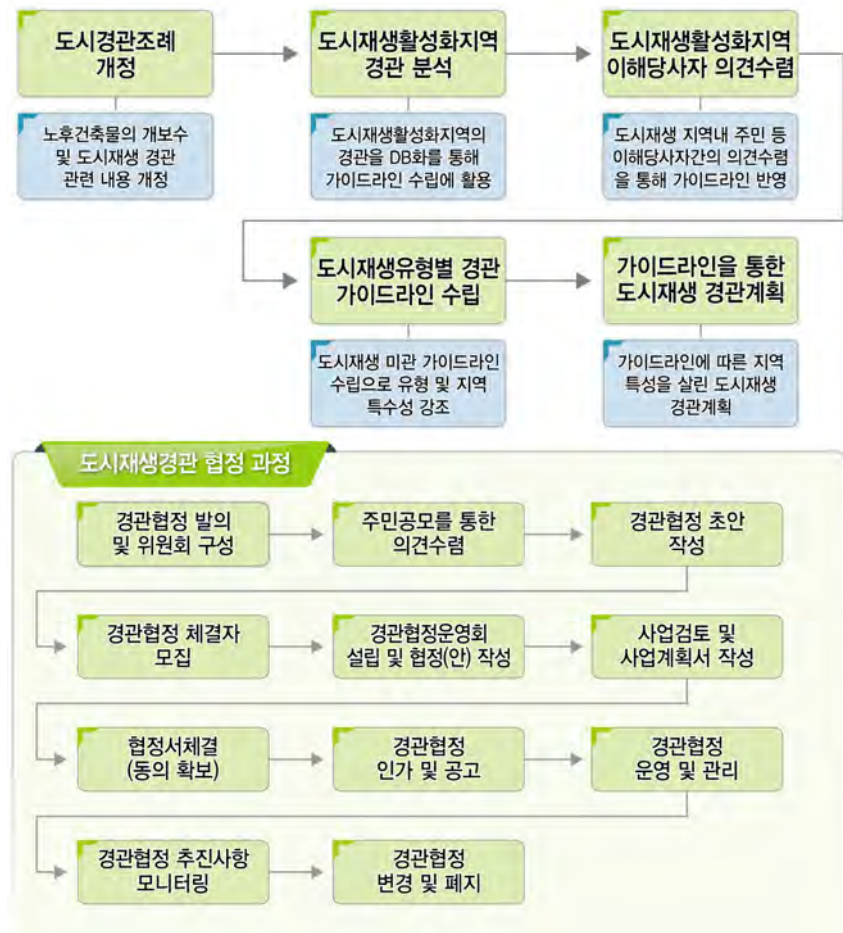 도시경관조례
개정
도시재생활성화지역
경관 분석
도시재생활성화지역
이해당사자 의견수렴
노후건축물의 개보수
및 도시재생 경관
관련 내용 개정
도시재생활성화지역의
경관을 DB화를 통해
가이드라인 수립에 활용
도시재생 지역내 주민 등
이해당사자간의 의견수렴
을 통해 가이드라인 반영
도시재생유형별 경관
가이드라인 수립
가이드라인을 통한
도시재생 경관계획
도시재생 미관 가이드라인
수립으로 유형 및 지역
특수성 강조
가이드라인에 따른 지역
특성을 살린 도시재생
경관계획
도시재생경관 협정 과정
경관협정 발의
및 위원회 구성
주민공모를 통한
의견수렴
경관협정 초안
작성
경관협정 체결자
모집
경관협정운영회
설립 및 협정(안) 작성
사업검토 및
사업계획서 작성
협정서체결
(동의 확보)
경관협정
인가 및 공고
경관협정
운영 및 관리
경관협정 추진사항
모니터링
경관협정
변경 및 폐지